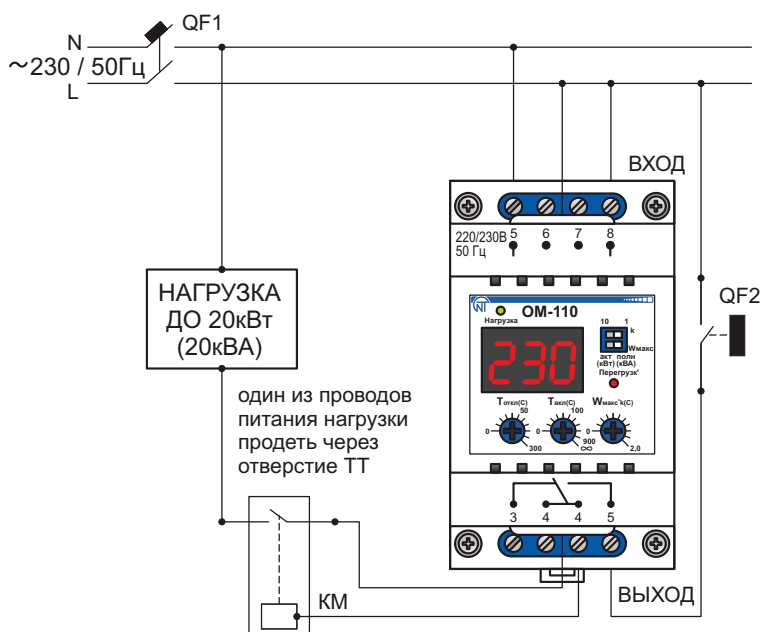 QF1
N
~230 / 50Гц
L
ВХОД
220/230В
50 Гц
5 6 7 8
НАГРУЗКА
ДО 20кВт
(20кВА)
NT
ОМ-110
Нагрузка
230
10 1
k
Wмакс
акт полн
(кВт) (кВА)
Перегрузк'
QF2
один из проводов
питания нагрузки
продеть через
отверстие ТТ
Tоткл(С) Tвкл(С) Wмакс*k(С)
50 100
0 0 0
300 900 2,0
∞
3 4 4 5
КМ
ВЫХОД